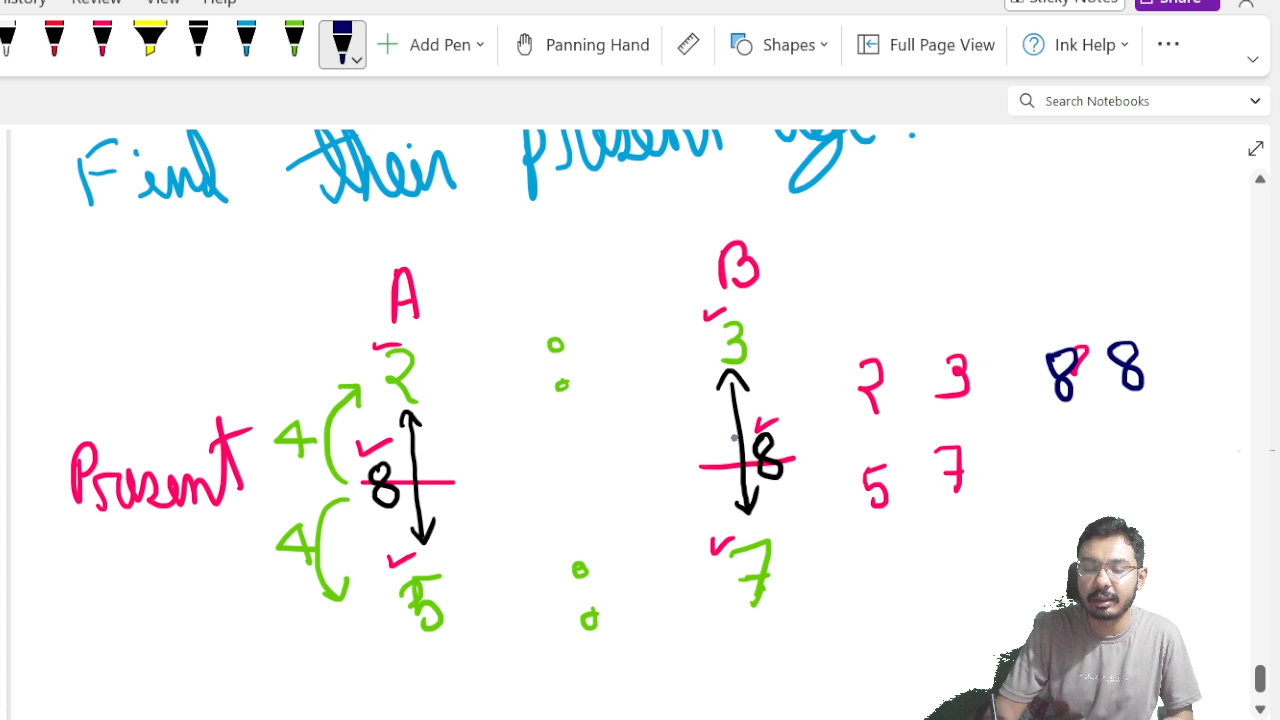 History Review View Help Sticky Notes Share
Add Pen Panning Hand Shapes Full Page View Ink Help
Search Notebooks
Find their present age?
A B
2 : 3
2 3 8 8
Present 4 8 8
5 7
4
5 : 7